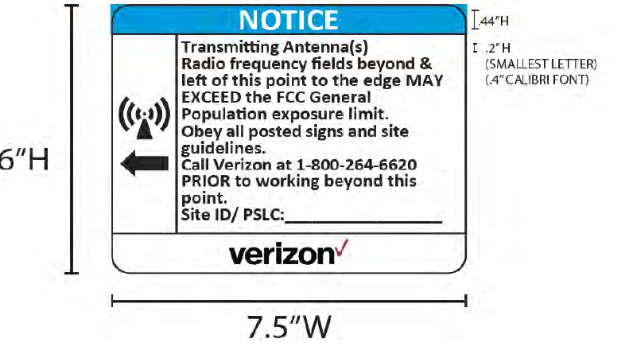 NOTICE
.44"H
Transmitting Antenna(s)
Radio frequency fields beyond &
left of this point to the edge MAY
EXCEED the FCC General
Population exposure limit.
Obey all posted signs and site
guidelines.
Call Verizon at 1-800-264-6620
PRIOR to working beyond this
point.
Site ID/ PSLC:____________________
.2"H
(SMALLEST LETTER)
(.4" CALIBRI FONT)
6"H
verizon✓
7.5"W